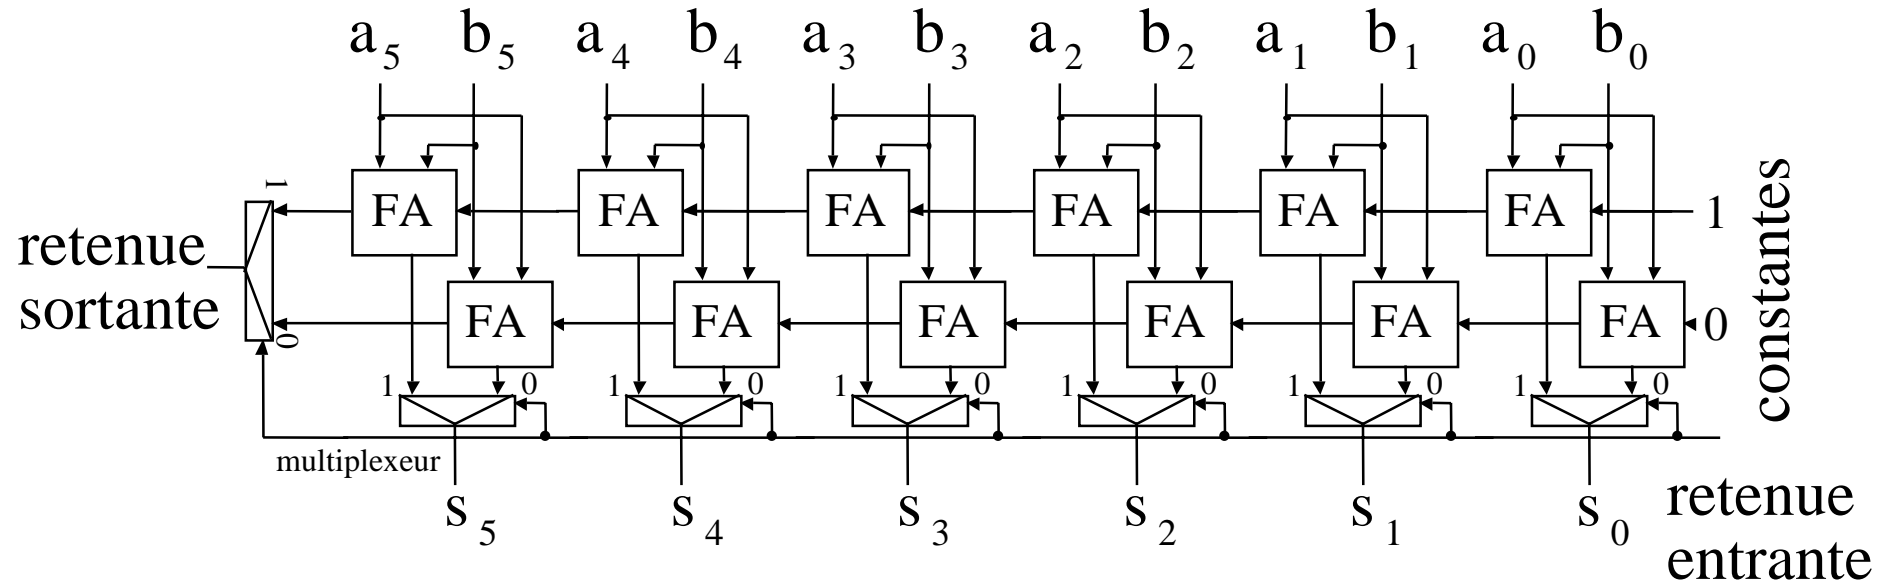 a5 b5 a4 b4 a3 b3 a2 b2 a1 b1 a0 b0
1 FA FA FA FA FA FA 1
retenue
sortante
constantes
0 FA FA FA FA FA FA 0
1 0 1 0 1 0 1 0 1 0 1 0
multiplexeur
s5 s4 s3 s2 s1 s0
retenue
entrante